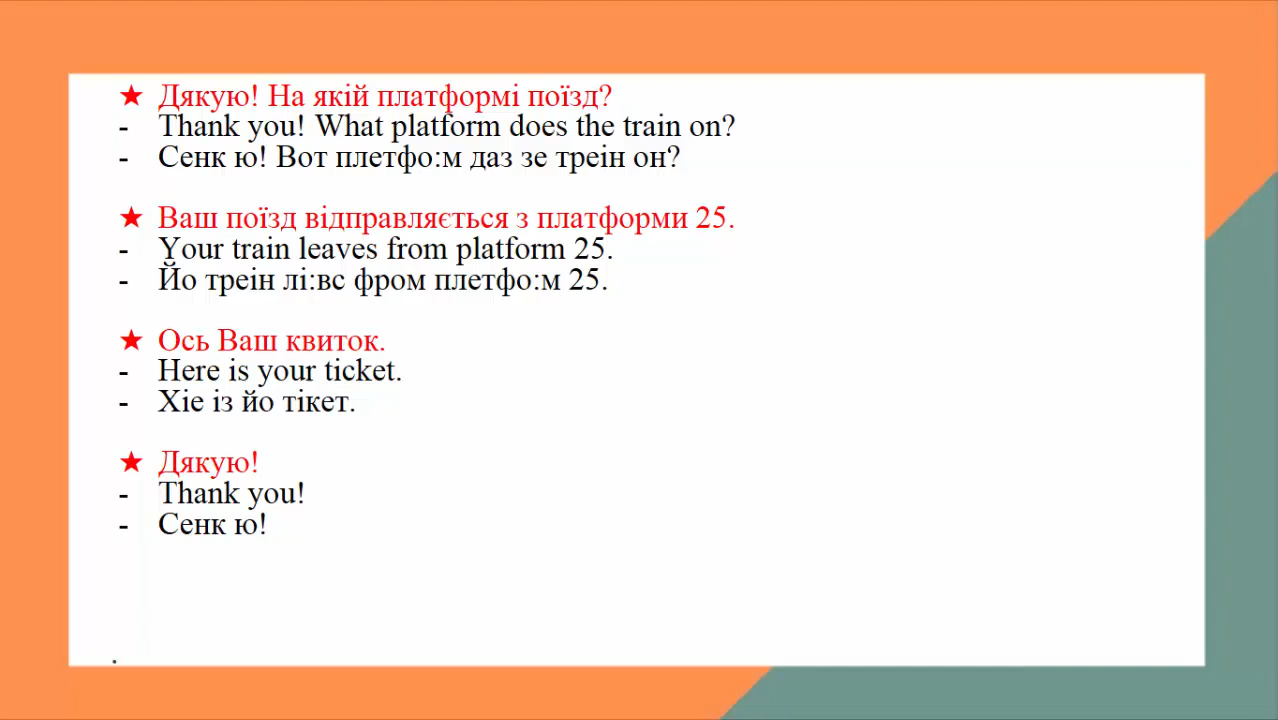 ★ Дякую! На якій платформі поїзд?
- Thank you! What platform does the train on?
- Сенк ю! Вот плетфо:м даз зе треін он?
★ Ваш поїзд відправляється з платформи 25.
- Your train leaves from platform 25.
- Йо треін лі:вс фром плетфо:м 25.
★ Ось Ваш квиток.
- Here is your ticket.
- Хіе із йо тікет.
★ Дякую!
- Thank you!
- Сенк ю!
.